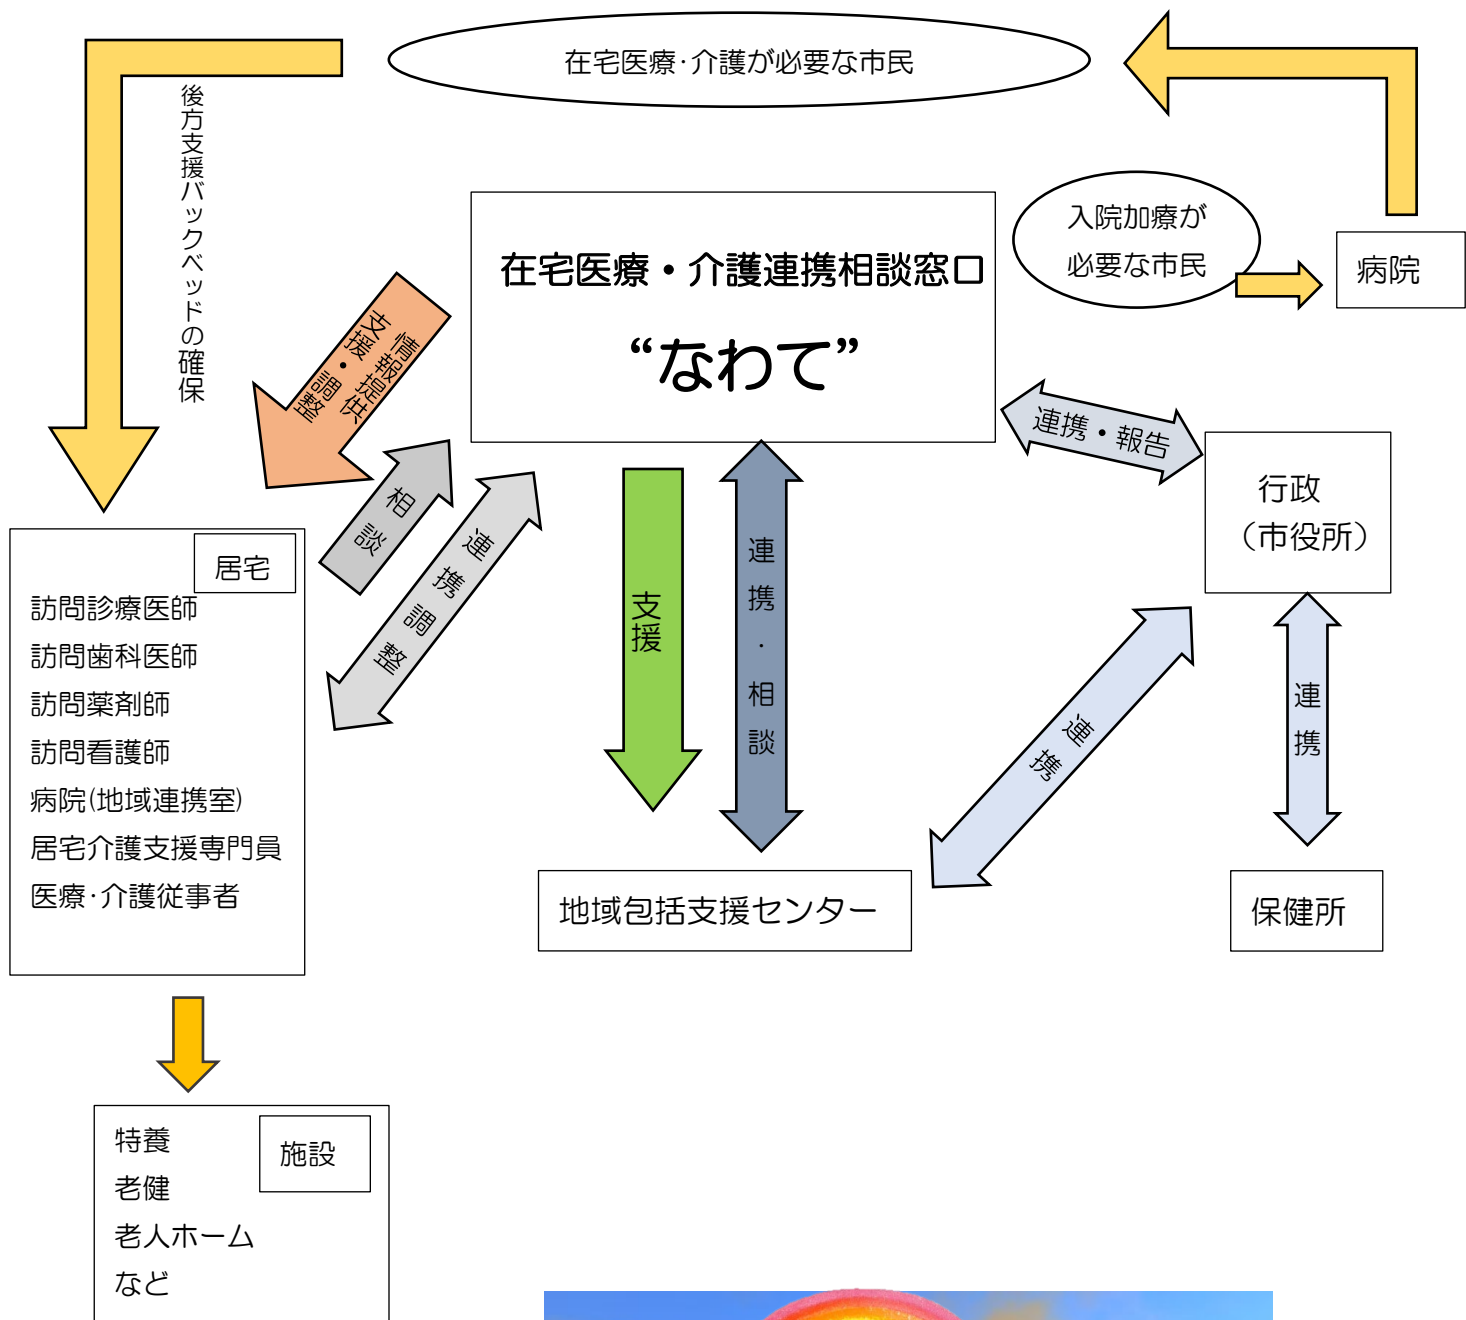 在宅医療･介護が必要な市民
後方支援バックベッドの確保
入院加療が
必要な市民
病院
在宅医療・介護連携相談窓口
“なわて”
情報提供
支援・調整
相談
連携調整
支援
連携・相談
連携・報告
行政
（市役所）
連携
連携
居宅
訪問診療医師
訪問歯科医師
訪問薬剤師
訪問看護師
病院(地域連携室)
居宅介護支援専門員
医療･介護従事者
地域包括支援センター
保健所
施設
特養
老健
老人ホーム
など